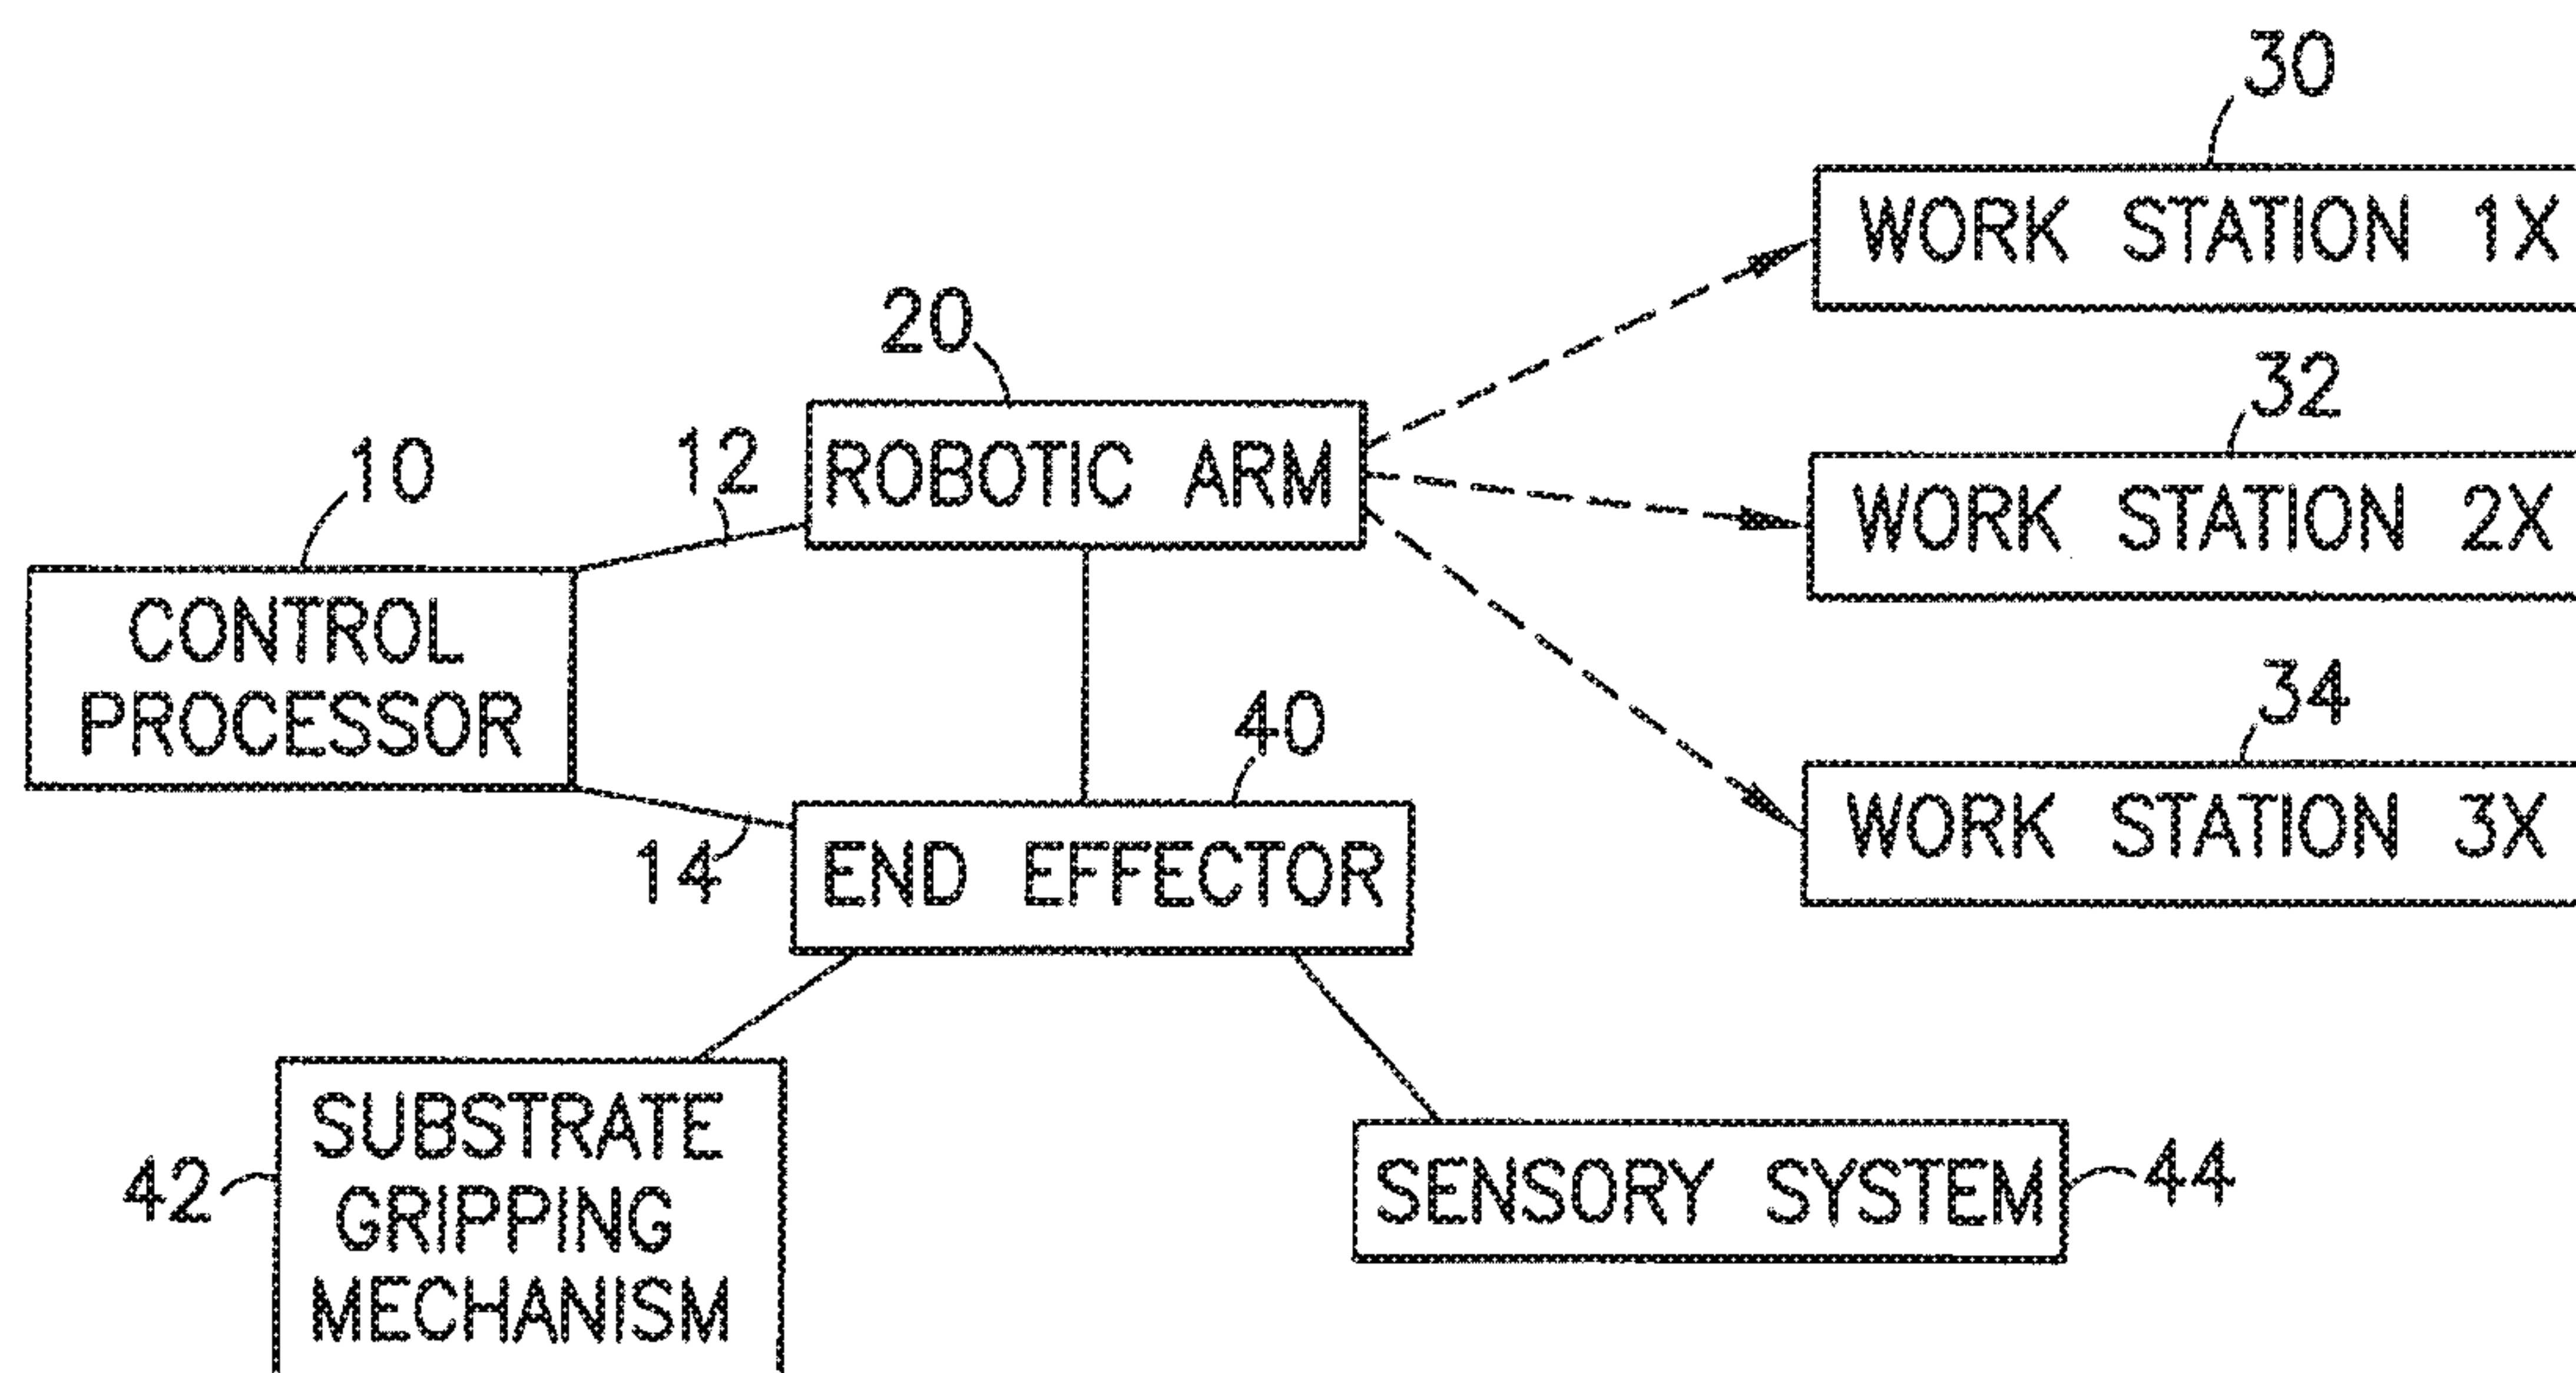 30
WORK STATION 1X
20
32
ROBOTIC ARM
WORK STATION 2X
10
12
CONTROL
PROCESSOR
34
40
WORK STATION 3X
14
END EFFECTOR
42
SUBSTRATE
GRIPPING
MECHANISM
SENSORY SYSTEM
44